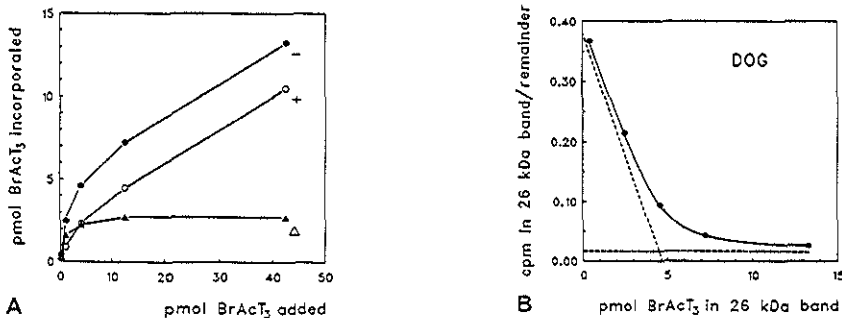 pmol BrAcT₃ incorporated
15
10
5
0
−
+
△
0 10 20 30 40 50
A pmol BrAcT₃ added
cpm in 26 kDa band/remainder
0.40
0.30
0.20
0.10
0.00
DOG
0 5 10 15
B pmol BrAcT₃ in 26 kDa band